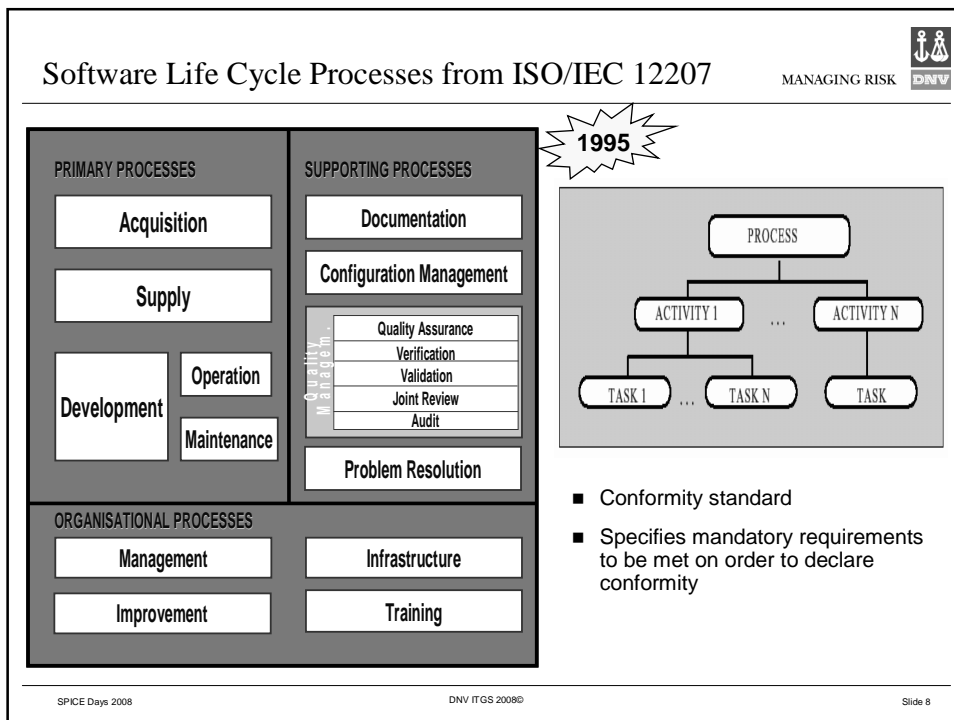 Software Life Cycle Processes from ISO/IEC 12207
MANAGING RISK
DNV
PRIMARY PROCESSES
Acquisition
Supply
Development
Operation
Maintenance
SUPPORTING PROCESSES
Documentation
Configuration Management
Quality
Managem.
Quality Assurance
Verification
Validation
Joint Review
Audit
Problem Resolution
ORGANISATIONAL PROCESSES
Management
Infrastructure
Improvement
Training
1995
PROCESS
ACTIVITY 1
...
ACTIVITY N
TASK 1
...
TASK N
TASK
■ Conformity standard
■ Specifies mandatory requirements
to be met on order to declare
conformity
SPICE Days 2008
DNV ITGS 2008©
Slide 8